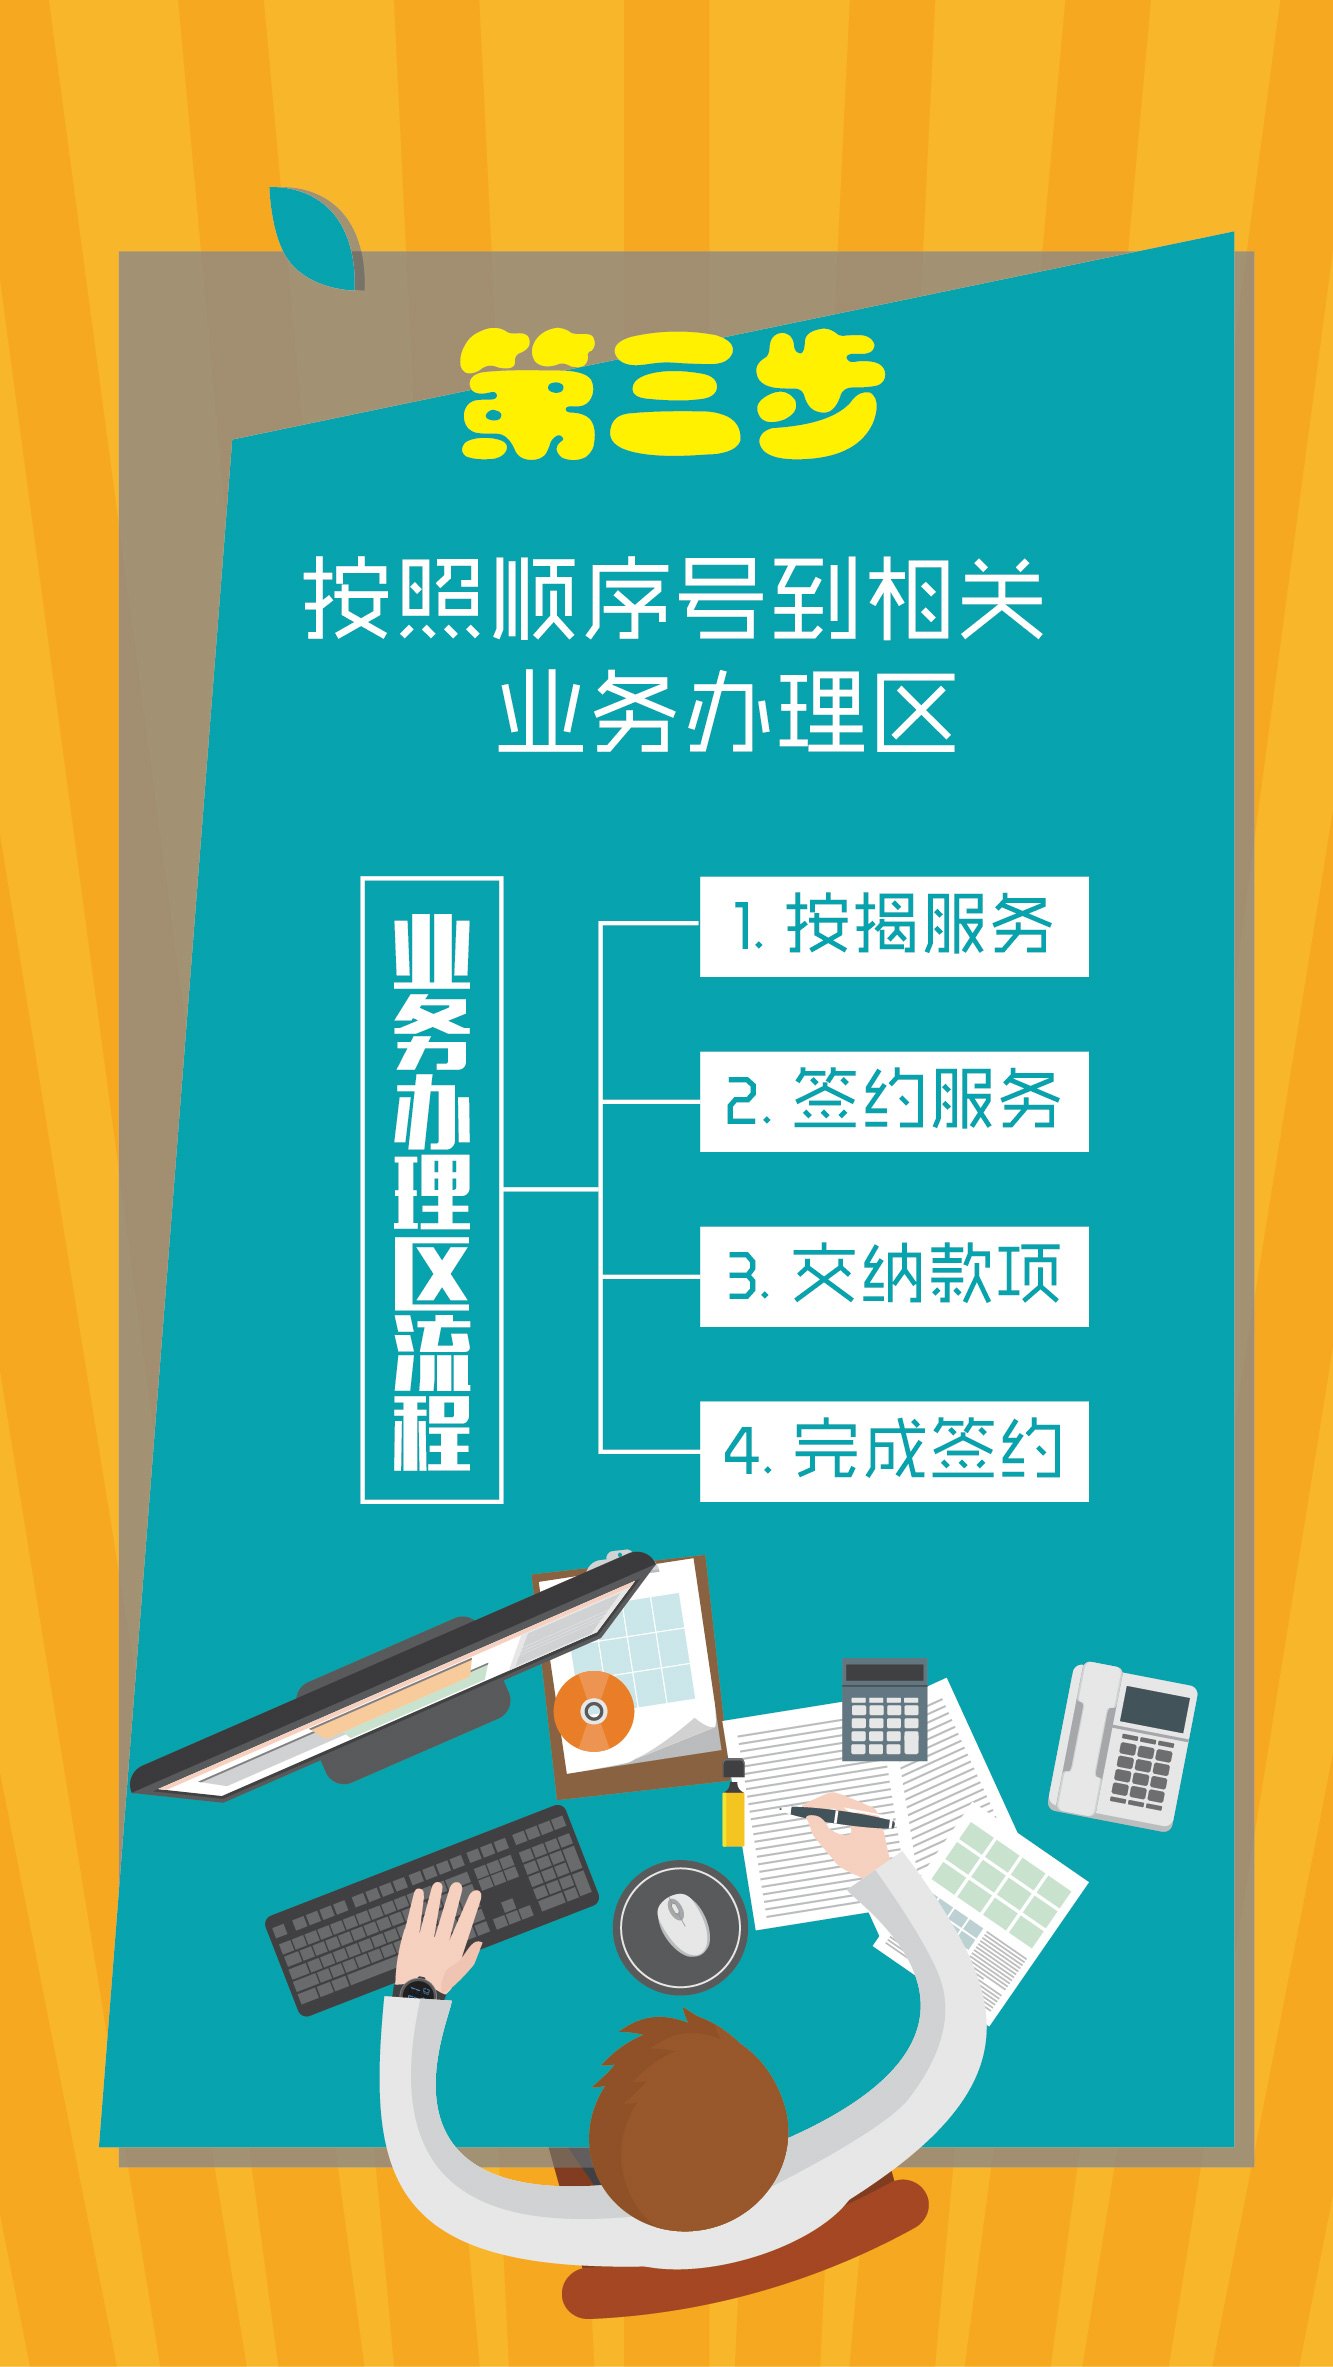 第三步
按照顺序号到相关
业务办理区
业务办理区流程
1. 按揭服务
2. 签约服务
3. 交纳款项
4. 完成签约